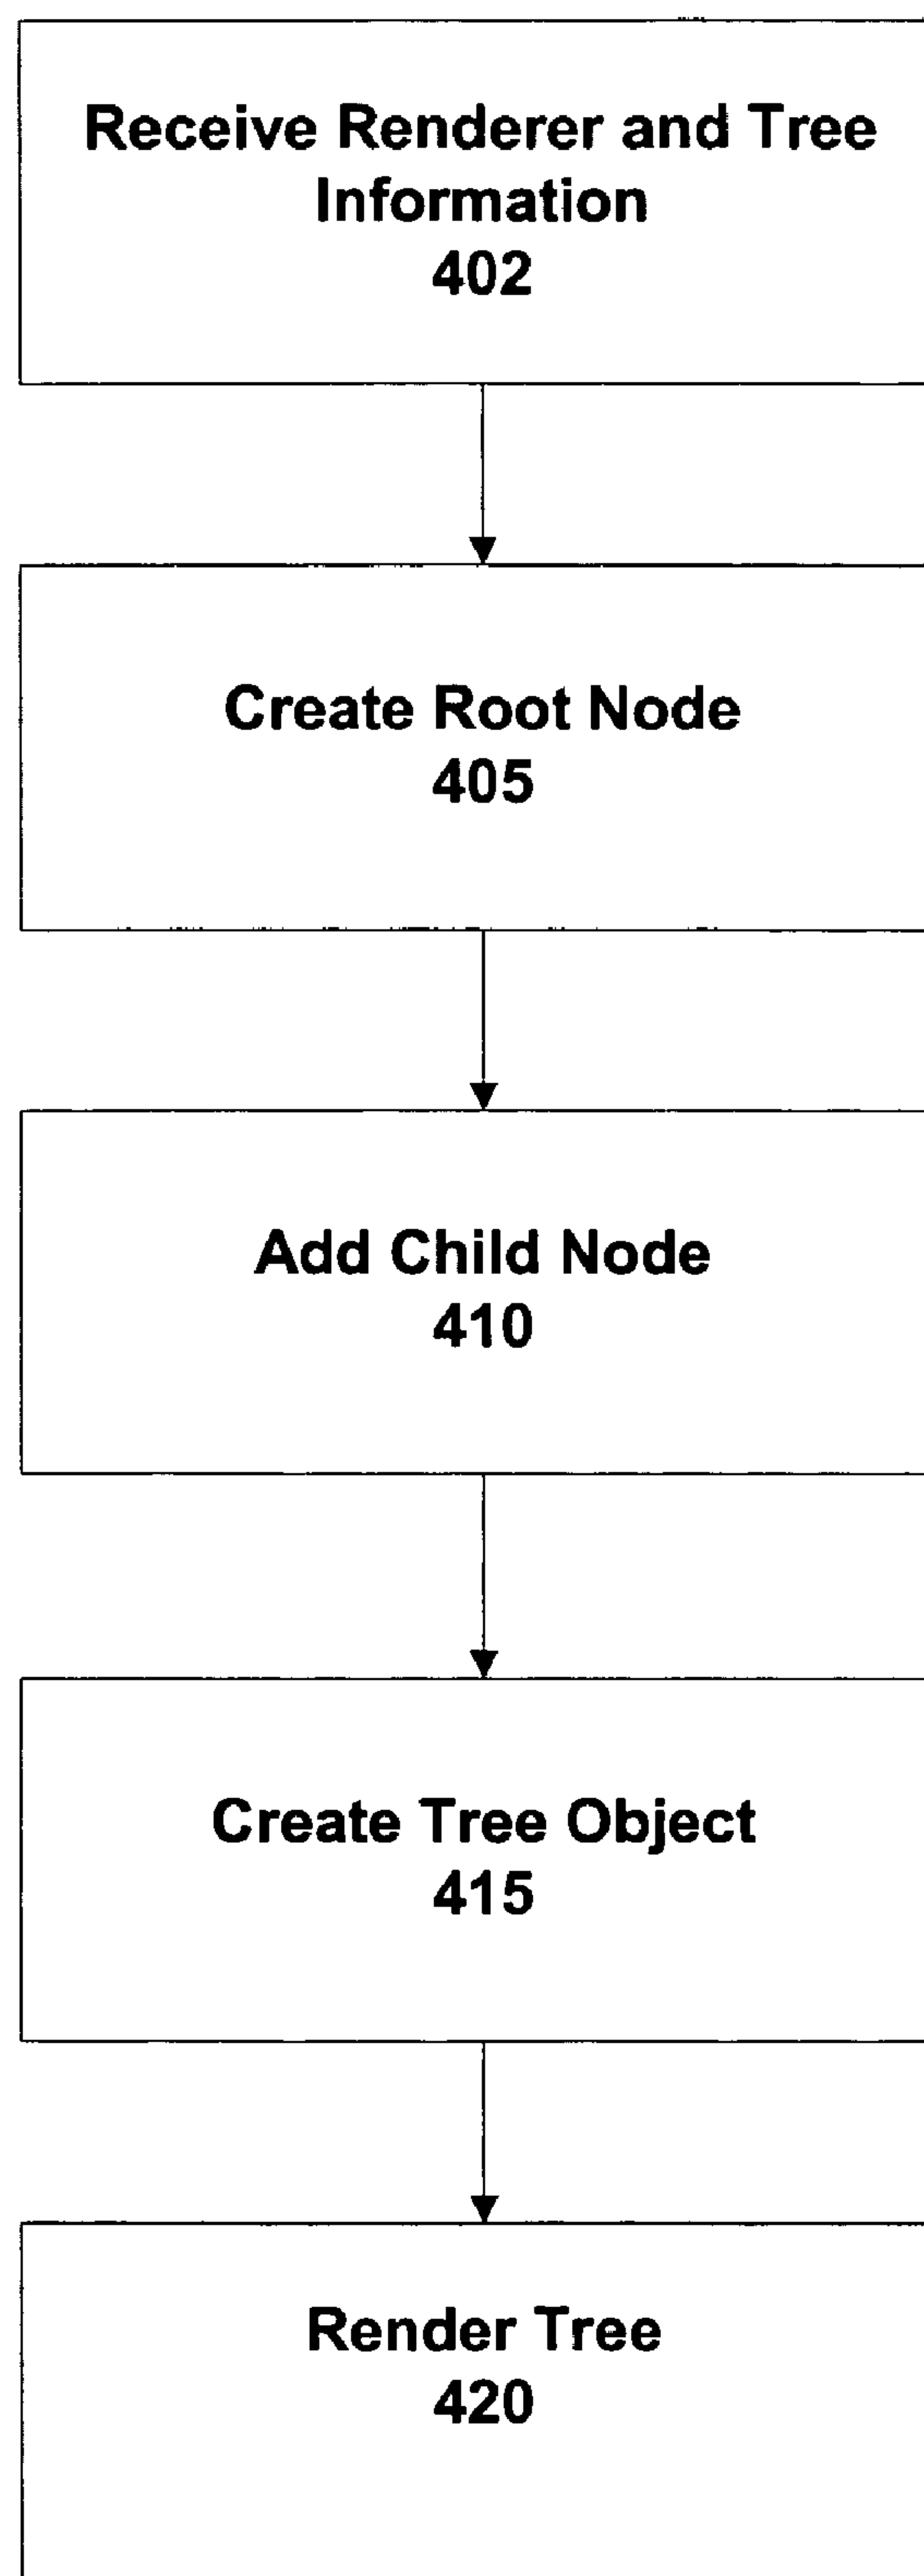 Receive Renderer and Tree
Information
402
Create Root Node
405
Add Child Node
410
Create Tree Object
415
Render Tree
420